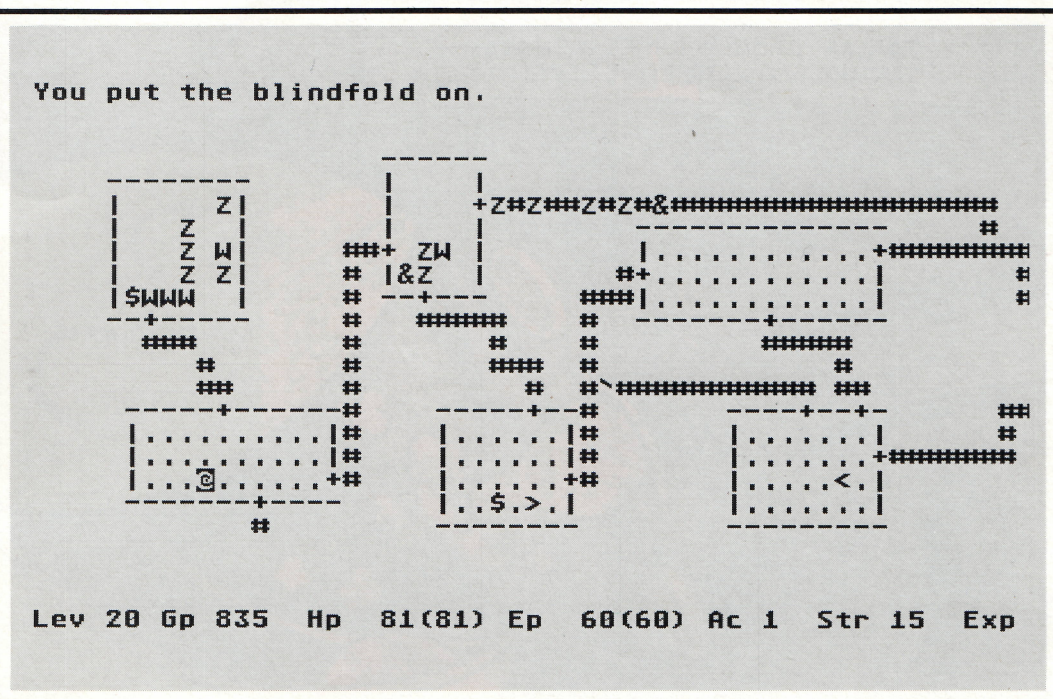 You put the blindfold on.
Lev 20 Gp 835 Hp 81(81) Ep 60(60) Ac 1 Str 15 Exp